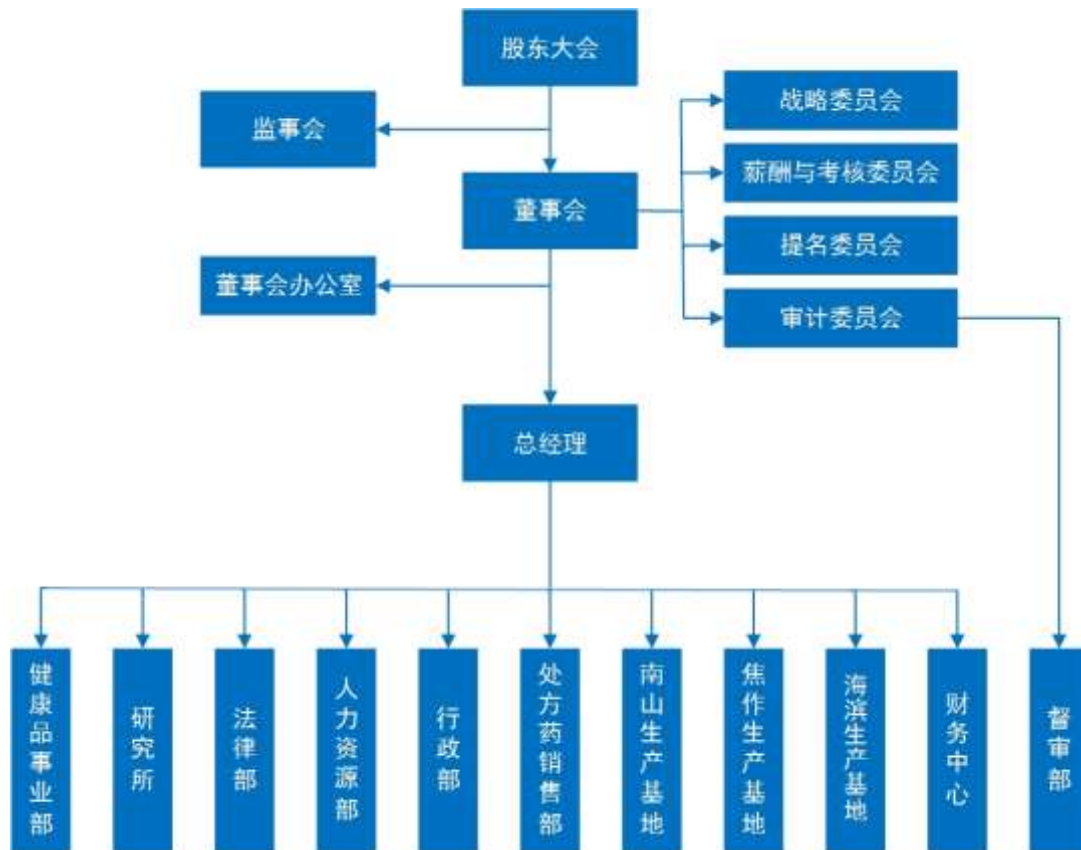 股东大会
监事会
战略委员会
薪酬与考核委员会
董事会
提名委员会
董事会办公室
审计委员会
总经理
健康品事业部
研究所
法律部
人力资源部
行政部
处方药销售部
南山生产基地
焦作生产基地
海滨生产基地
财务中心
督审部